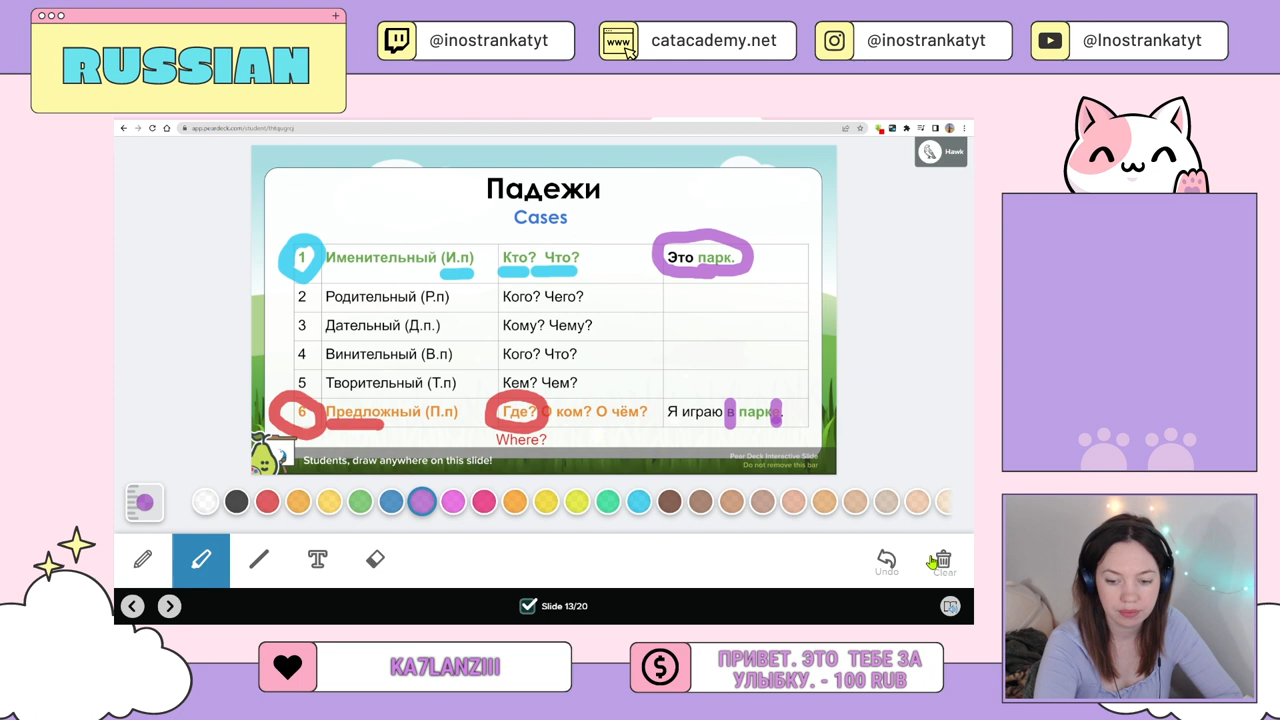 RUSSIAN
@inostrankatyt
www
catacademy.net
@inostrankatyt
@Inostrankatyt
Hawk
Падежи
Cases
1 Именительный (И.п) Кто? Что? Это парк.
2 Родительный (Р.п) Кого? Чего?
3 Дательный (Д.п.) Кому? Чему?
4 Винительный (В.п) Кого? Что?
5 Творительный (Т.п) Кем? Чем?
6 Предложный (П.п) Где? О ком? О чём? Я играю в парке.
Where?
Students, draw anywhere on this slide!
Pear Deck Interactive Slide
Do not remove this bar
T
Undo
Clear
Slide 13/20
KA7LANZIII
$
ПРИВЕТ. ЭТО ТЕБЕ ЗА
УЛЫБКУ. - 100 RUB